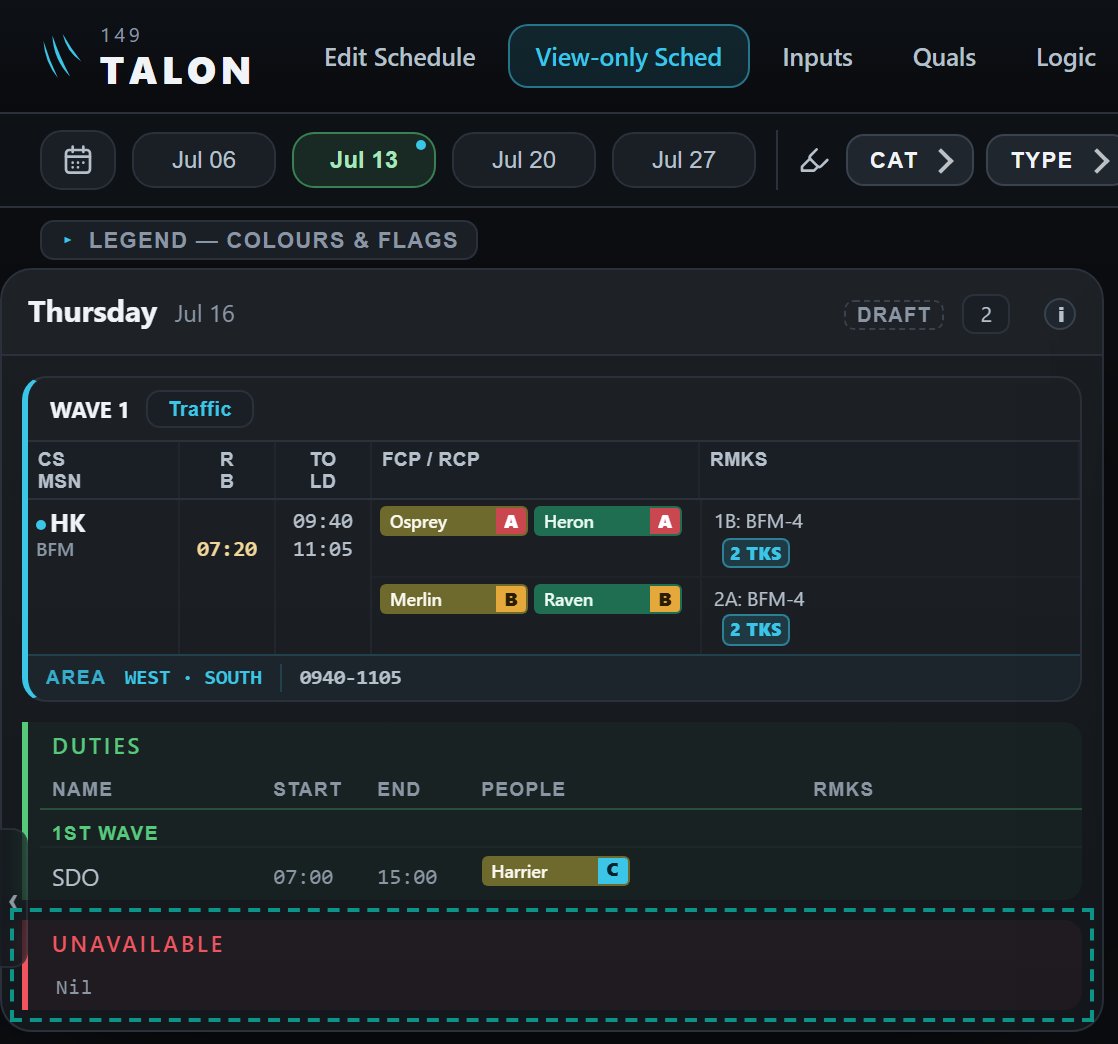 149
TALON
Edit Schedule
View-only Sched
Inputs
Quals
Logic
Jul 06
Jul 13
Jul 20
Jul 27
CAT
TYPE
LEGEND — COLOURS & FLAGS
Thursday Jul 16
DRAFT
2
i
WAVE 1
Traffic
CS
MSN
R
B
TO
LD
FCP / RCP
RMKS
HK
BFM
07:20
09:40
11:05
Osprey A
Heron A
1B: BFM-4
2 TKS
Merlin B
Raven B
2A: BFM-4
2 TKS
AREA WEST · SOUTH 0940-1105
DUTIES
NAME START END PEOPLE RMKS
1ST WAVE
SDO 07:00 15:00 Harrier C
UNAVAILABLE
Nil